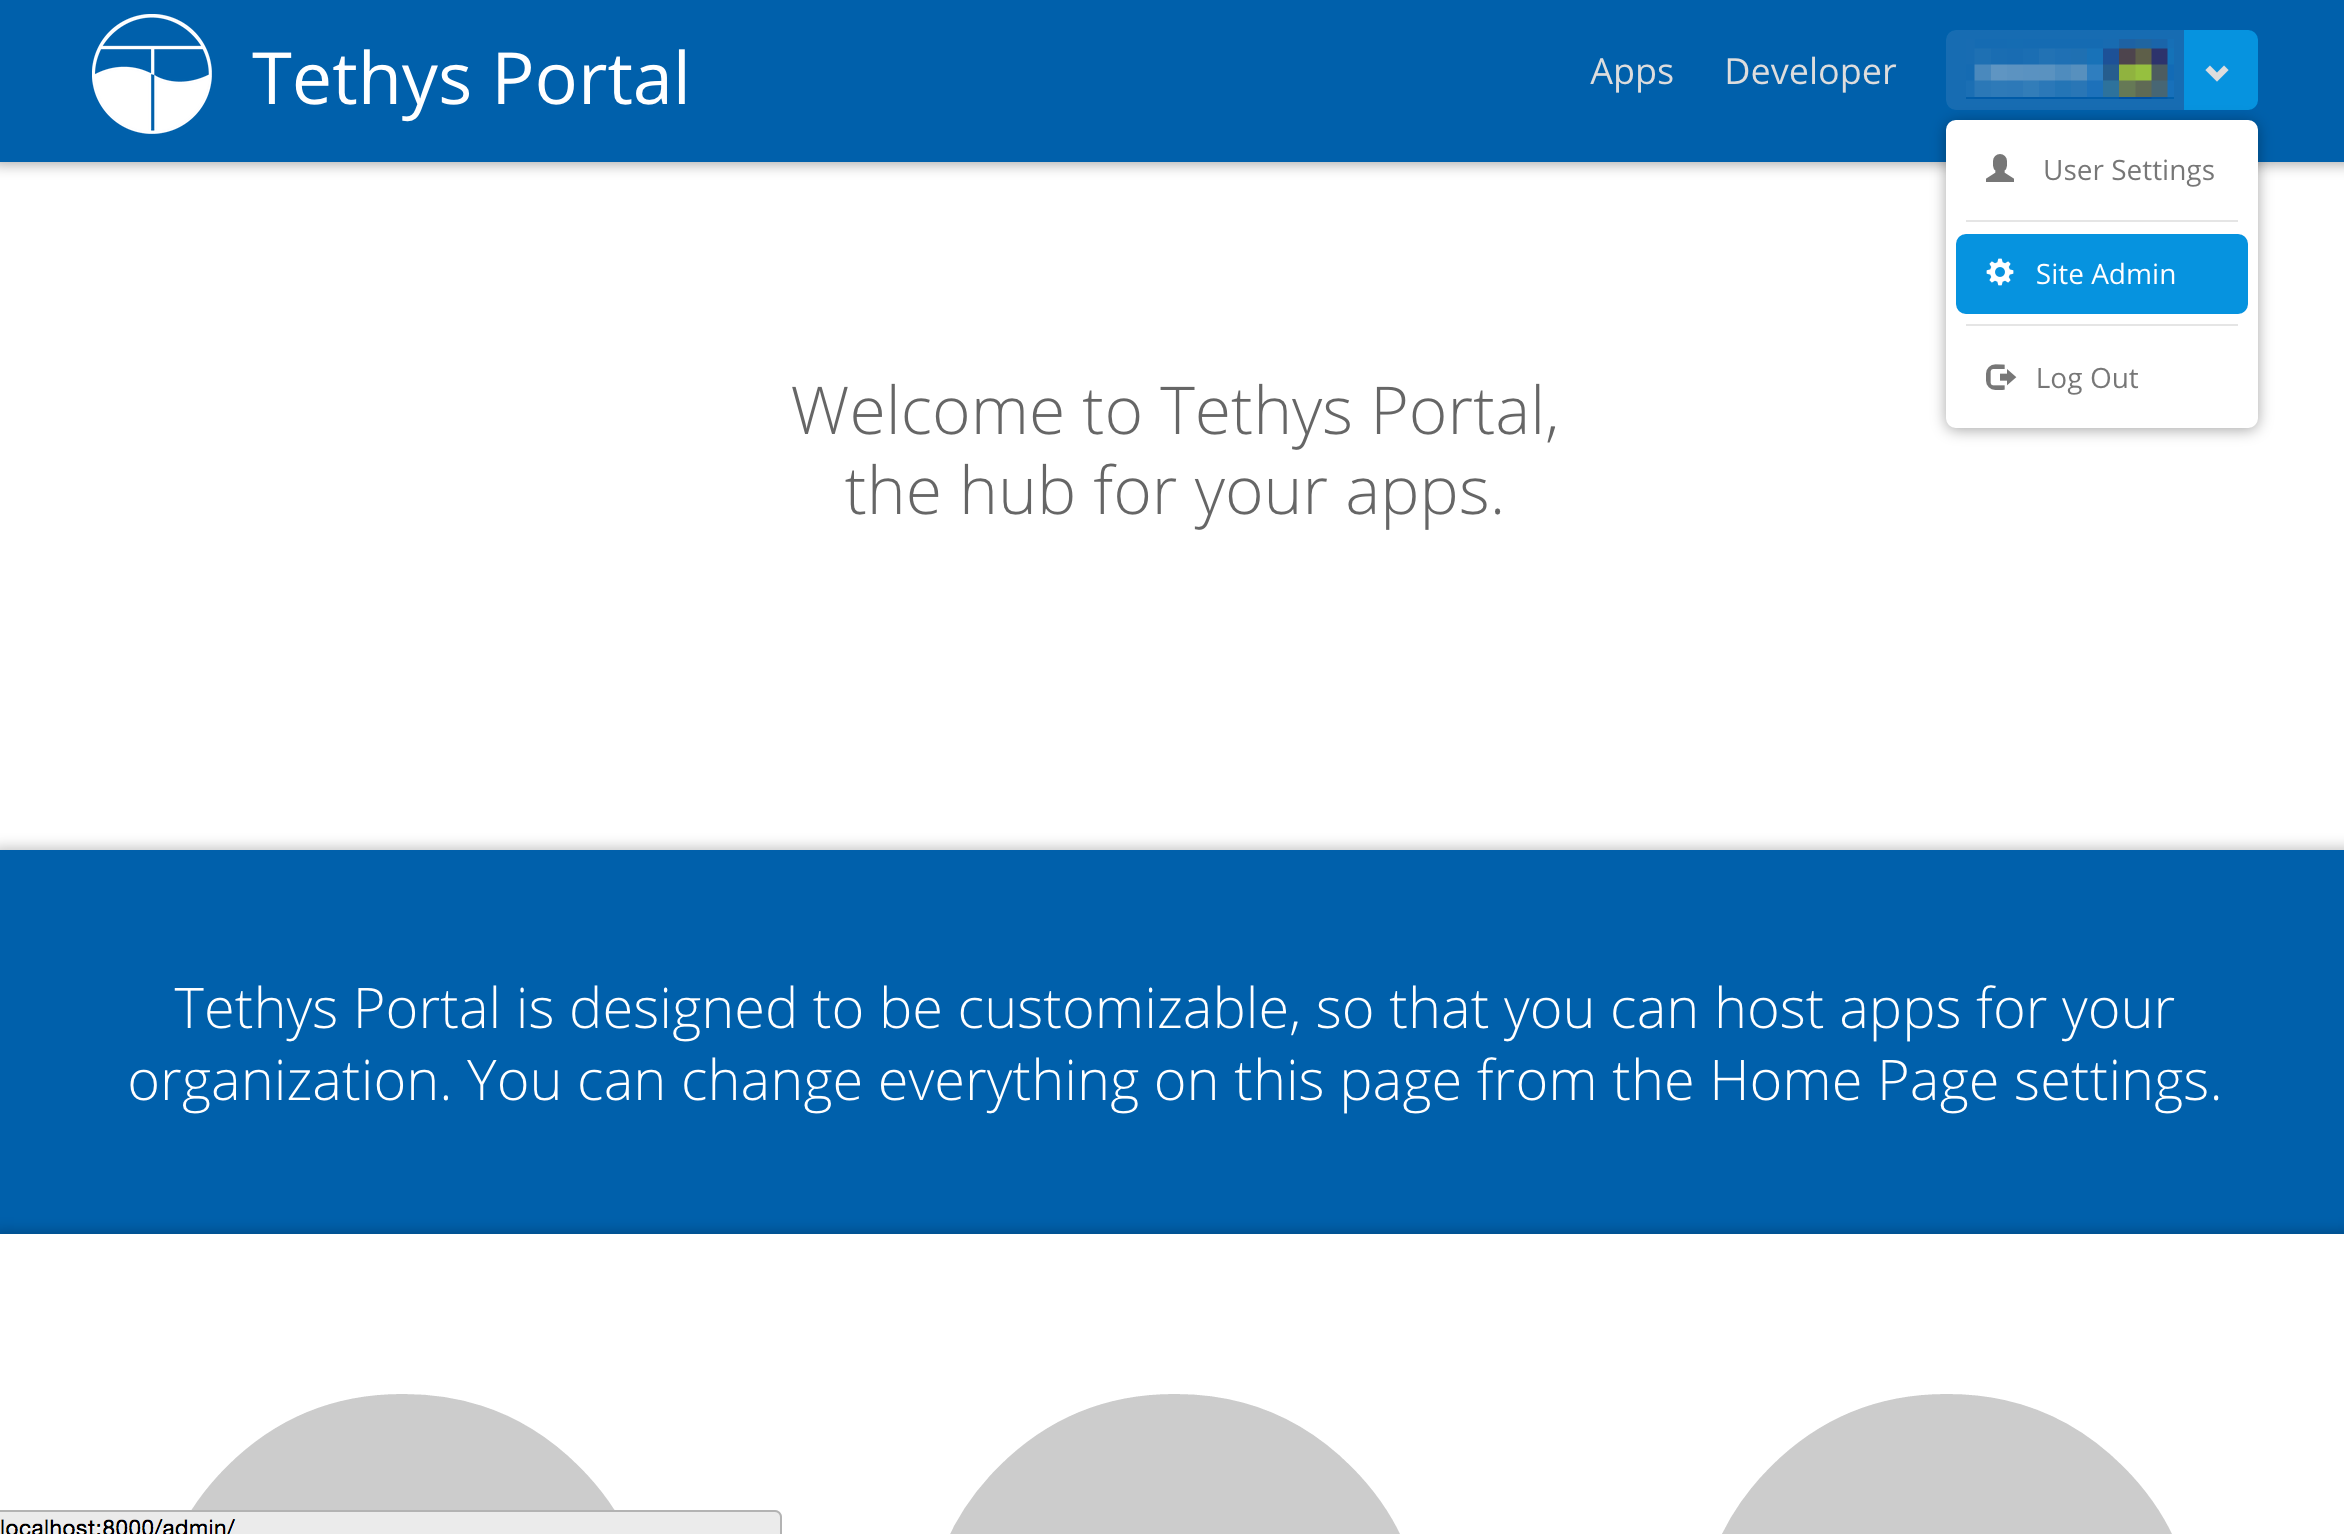 Tethys Portal
Apps
Developer
User Settings
Site Admin
Log Out
Welcome to Tethys Portal,
the hub for your apps.
Tethys Portal is designed to be customizable, so that you can host apps for your
organization. You can change everything on this page from the Home Page settings.
localhost:8000/admin/